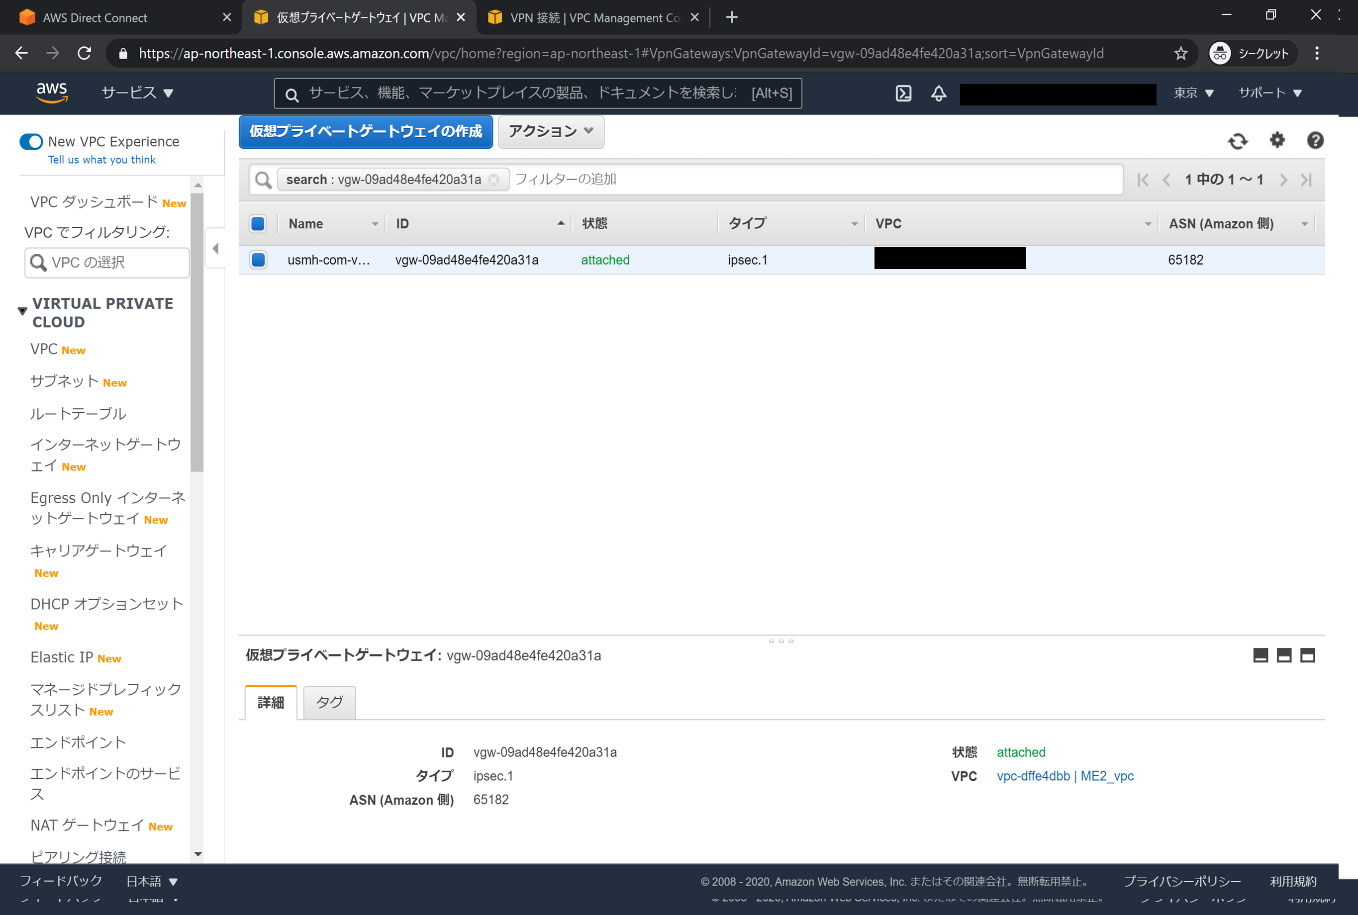 AWS Direct Connect
仮想プライベートゲートウェイ | VPC M
VPN 接続 | VPC Management Co
https://ap-northeast-1.console.aws.amazon.com/vpc/home?region=ap-northeast-1#VpnGateways:VpnGatewayId=vgw-09ad48e4fe420a31a;sort=VpnGatewayId
シークレット
aws
サービス
サービス、機能、マーケットプレイスの製品、ドキュメントを検索し
[Alt+S]
東京
サポート
New VPC Experience
Tell us what you think
仮想プライベートゲートウェイの作成
アクション
search : vgw-09ad48e4fe420a31a
フィルターの追加
1 中の 1 ～ 1
Name
ID
状態
タイプ
VPC
ASN (Amazon 側)
usmh-com-v...
vgw-09ad48e4fe420a31a
attached
ipsec.1
65182
VPC ダッシュボード New
VPC でフィルタリング:
VPC の選択
VIRTUAL PRIVATE
CLOUD
VPC New
サブネット New
ルートテーブル
インターネットゲートウ
ェイ New
Egress Only インターネ
ットゲートウェイ New
キャリアゲートウェイ
New
DHCP オプションセット
New
Elastic IP New
マネージドプレフィック
スリスト New
エンドポイント
エンドポイントのサービ
ス
NAT ゲートウェイ New
ピアリング接続
仮想プライベートゲートウェイ: vgw-09ad48e4fe420a31a
詳細
タグ
ID vgw-09ad48e4fe420a31a
タイプ ipsec.1
ASN (Amazon 側) 65182
状態 attached
VPC vpc-dffe4dbb | ME2_vpc
フィードバック
日本語
© 2008 - 2020, Amazon Web Services, Inc. またはその関連会社。無断転用禁止。
プライバシーポリシー
利用規約